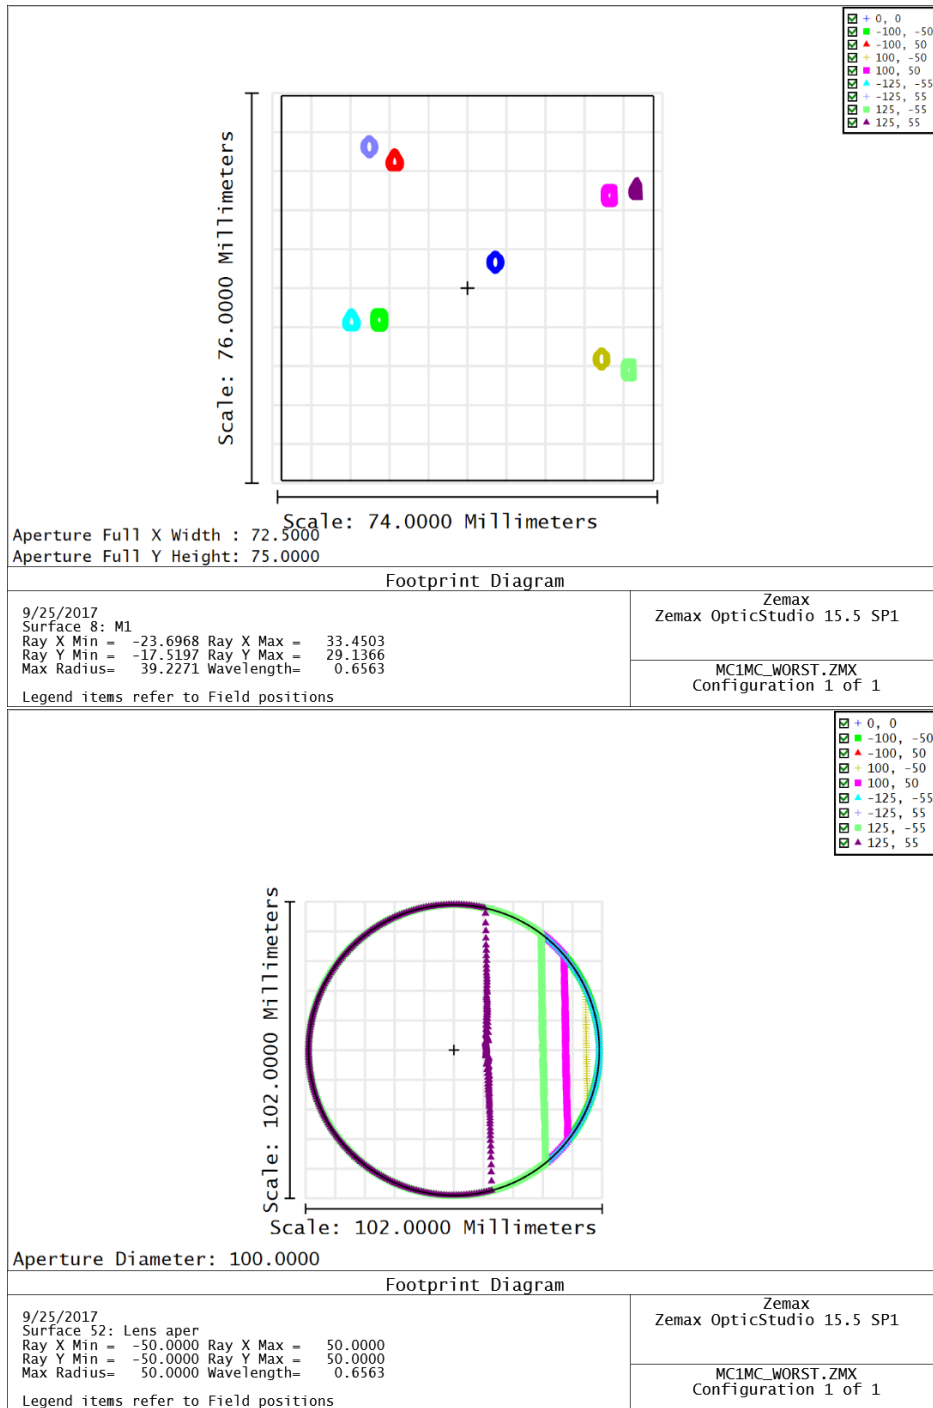 0, 0
-100, -50
-100, 50
100, -50
100, 50
-125, -55
-125, 55
125, -55
125, 55
Scale: 76.0000 Millimeters
Scale: 74.0000 Millimeters
Aperture Full X Width : 72.5000
Aperture Full Y Height: 75.0000
Footprint Diagram
9/25/2017
Surface 8: M1
Ray X Min = -23.6968 Ray X Max = 33.4503
Ray Y Min = -17.5197 Ray Y Max = 29.1366
Max Radius= 39.2271 Wavelength= 0.6563
Legend items refer to Field positions
Zemax
Zemax OpticStudio 15.5 SP1
MC1MC_WORST.ZMX
Configuration 1 of 1
0, 0
-100, -50
-100, 50
100, -50
100, 50
-125, -55
-125, 55
125, -55
125, 55
Scale: 102.0000 Millimeters
Scale: 102.0000 Millimeters
Aperture Diameter: 100.0000
Footprint Diagram
9/25/2017
Surface 52: Lens aper
Ray X Min = -50.0000 Ray X Max = 50.0000
Ray Y Min = -50.0000 Ray Y Max = 50.0000
Max Radius= 50.0000 Wavelength= 0.6563
Legend items refer to Field positions
Zemax
Zemax OpticStudio 15.5 SP1
MC1MC_WORST.ZMX
Configuration 1 of 1